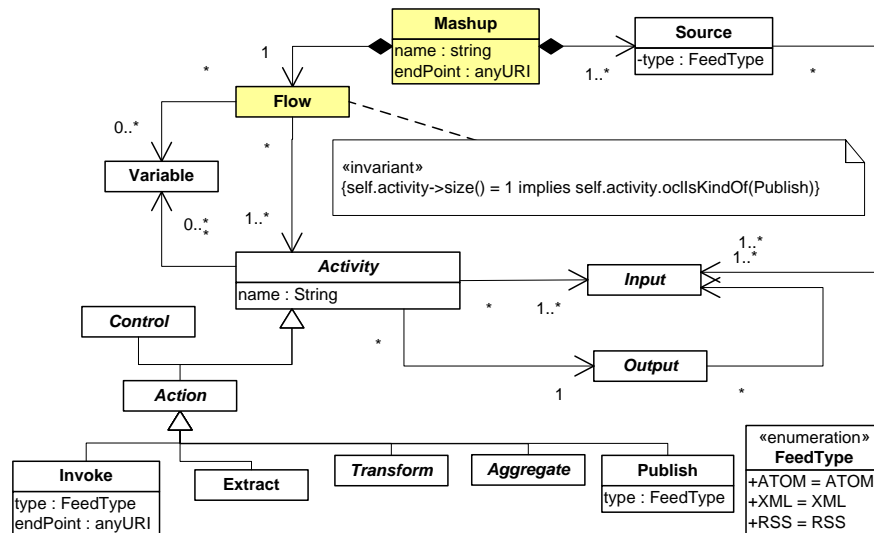 Mashup
name : string
endPoint : anyURI
Source
-type : FeedType
1
1..*
*
*
Flow
*
0..*
Variable
«invariant»
{self.activity->size() = 1 implies self.activity.oclIsKindOf(Publish)}
0..*
*
1..*
Activity
name : String
1..*
1..*
Input
*
1..*
Control
*
Output
1
*
Action
Invoke
type : FeedType
endPoint : anyURI
Extract
Transform
Aggregate
Publish
type : FeedType
«enumeration»
FeedType
+ATOM = ATOM
+XML = XML
+RSS = RSS